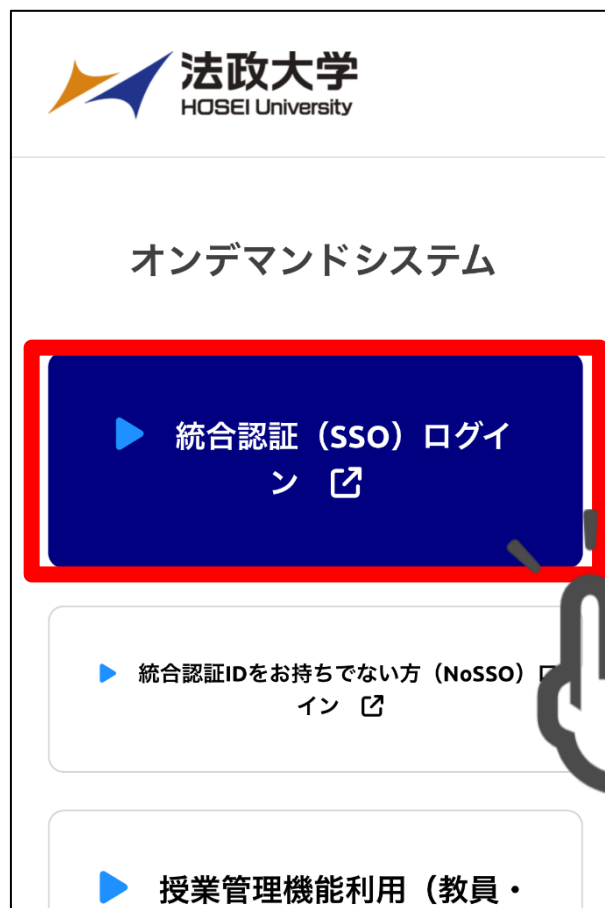 法政大学
HOSEI University
オンデマンドシステム
統合認証（SSO）ログイ
ン
統合認証IDをお持ちでない方（NoSSO）ロ
イン
授業管理機能利用（教員・